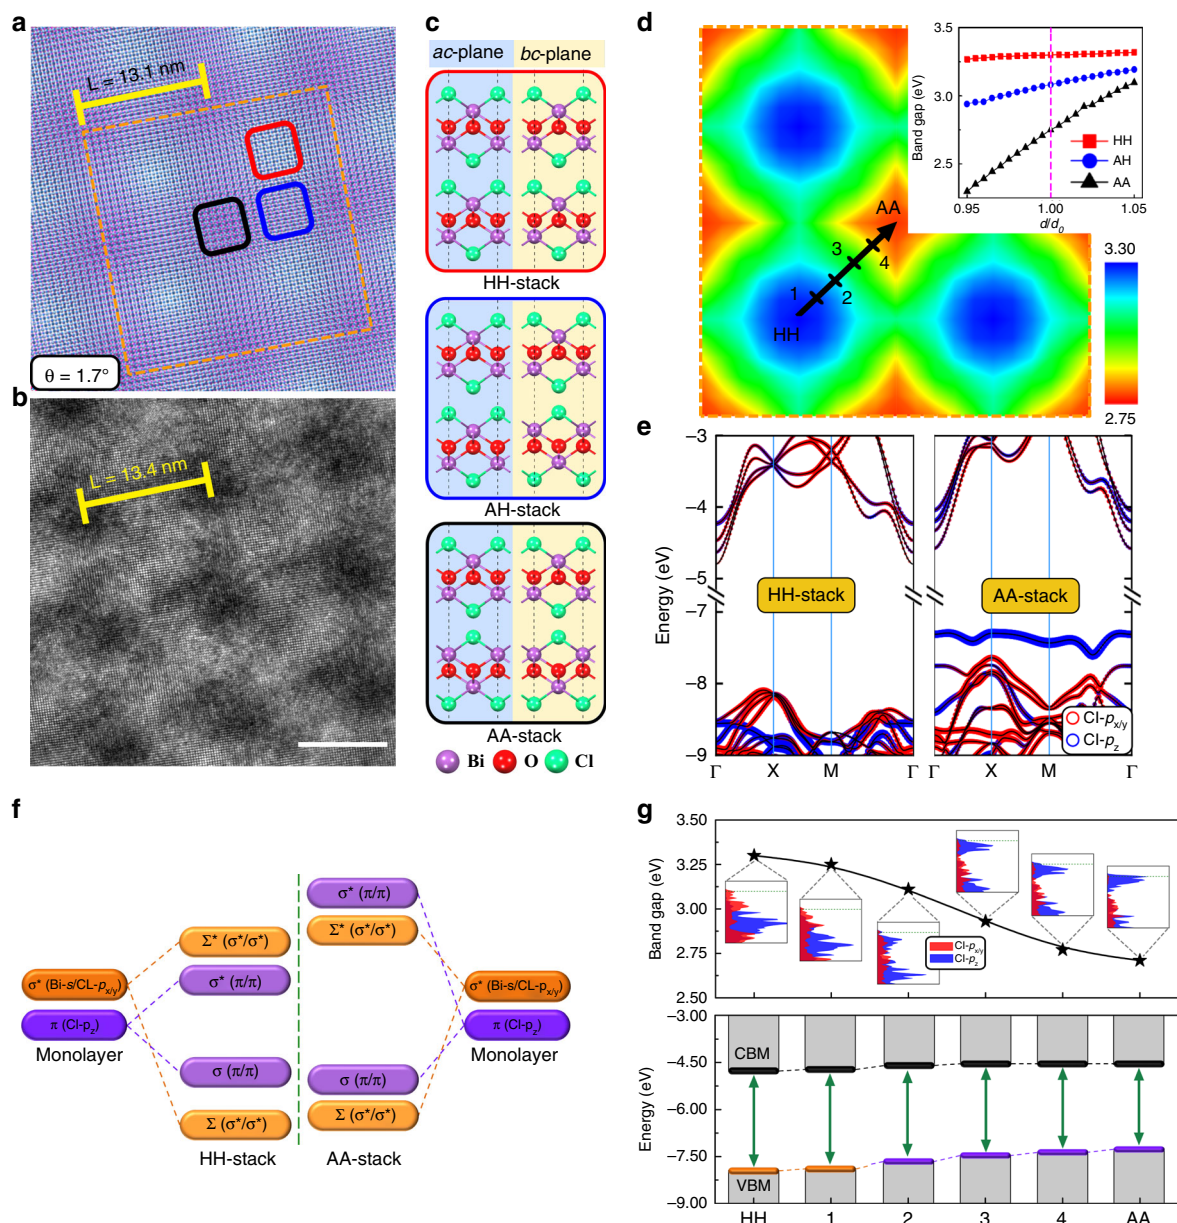 a
L = 13.1 nm
θ = 1.7°
b
L = 13.4 nm
c
ac-plane bc-plane
HH-stack
AH-stack
AA-stack
Bi O Cl
d
AA
3
4
1
2
HH
Band gap (eV)
3.5
3.0
2.5
HH
AH
AA
0.95 1.00 1.05
d/d0
3.30
2.75
e
Energy (eV)
−3
−4
−5
−7
−8
−9
HH-stack
AA-stack
Cl-px/y
Cl-pz
Γ X M Γ Γ X M Γ
f
σ* (π/π)
Σ* (σ*/σ*)
Σ* (σ*/σ*)
σ* (π/π)
σ* (Bi-s/CL-px/y)
π (Cl-pz)
Monolayer
σ* (Bi-s/CL-px/y)
π (Cl-pz)
Monolayer
σ (π/π)
Σ (σ*/σ*)
σ (π/π)
Σ (σ*/σ*)
HH-stack
AA-stack
g
Band gap (eV)
3.50
3.25
3.00
2.75
2.50
Cl-px/y
Cl-pz
Energy (eV)
−3.00
−4.50
−6.00
−7.50
−9.00
CBM
VBM
HH 1 2 3 4 AA